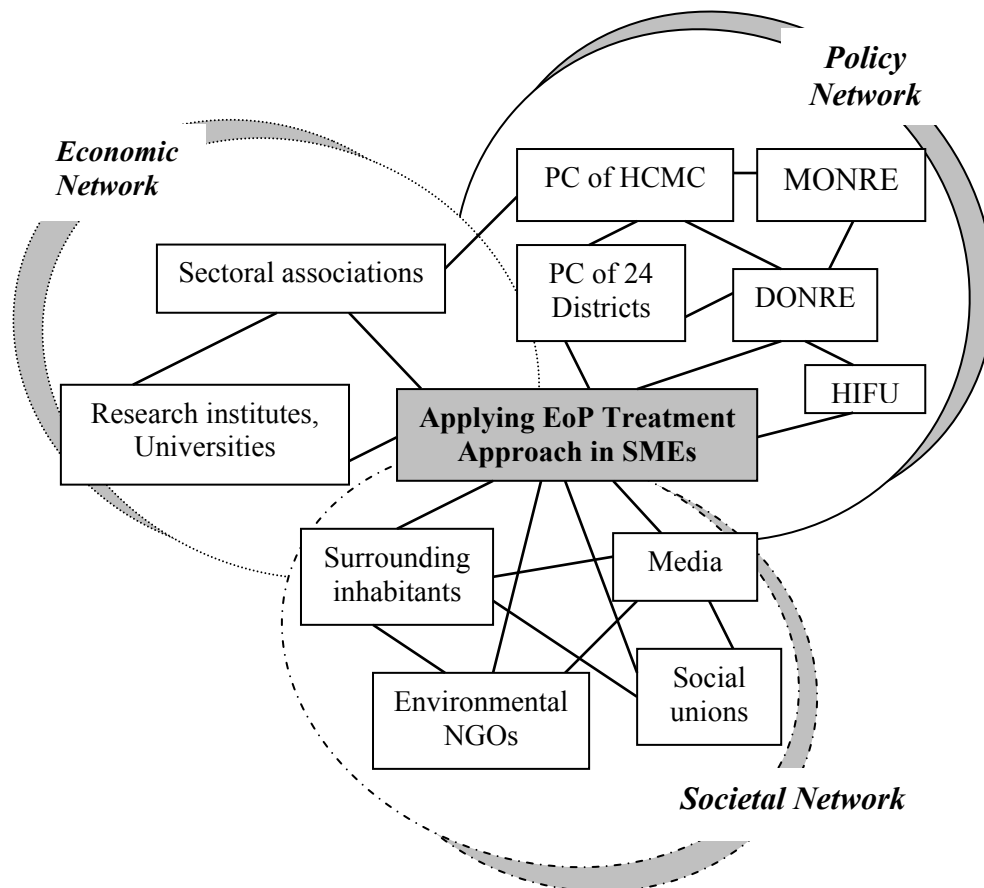 Policy
Network
Economic
Network
PC of HCMC
MONRE
Sectoral associations
PC of 24
Districts
DONRE
HIFU
Research institutes,
Universities
Applying EoP Treatment
Approach in SMEs
Surrounding
inhabitants
Media
Environmental
NGOs
Social
unions
Societal Network